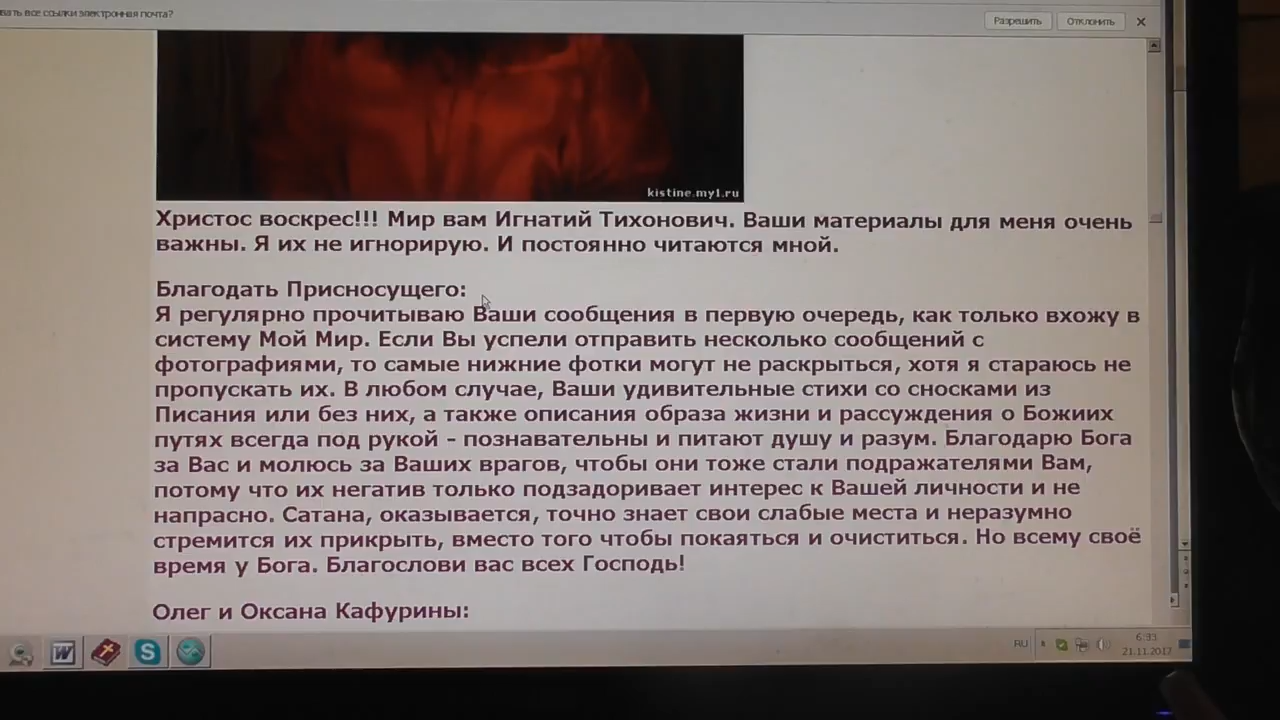 вать все ссылки электронная почта?
Разрешить
Отклонить
kistine.my1.ru
Христос воскрес!!! Мир вам Игнатий Тихонович. Ваши материалы для меня очень
важны. Я их не игнорирую. И постоянно читаются мной.
Благодать Присносущего:
Я регулярно прочитываю Ваши сообщения в первую очередь, как только вхожу в
систему Мой Мир. Если Вы успели отправить несколько сообщений с
фотографиями, то самые нижние фотки могут не раскрыться, хотя я стараюсь не
пропускать их. В любом случае, Ваши удивительные стихи со сносками из
Писания или без них, а также описания образа жизни и рассуждения о Божиих
путях всегда под рукой - познавательны и питают душу и разум. Благодарю Бога
за Вас и молюсь за Ваших врагов, чтобы они тоже стали подражателями Вам,
потому что их негатив только подзадоривает интерес к Вашей личности и не
напрасно. Сатана, оказывается, точно знает свои слабые места и неразумно
стремится их прикрыть, вместо того чтобы покаяться и очиститься. Но всему своё
время у Бога. Благослови вас всех Господь!
Олег и Оксана Кафурины:
RU
6:33
21.11.2017